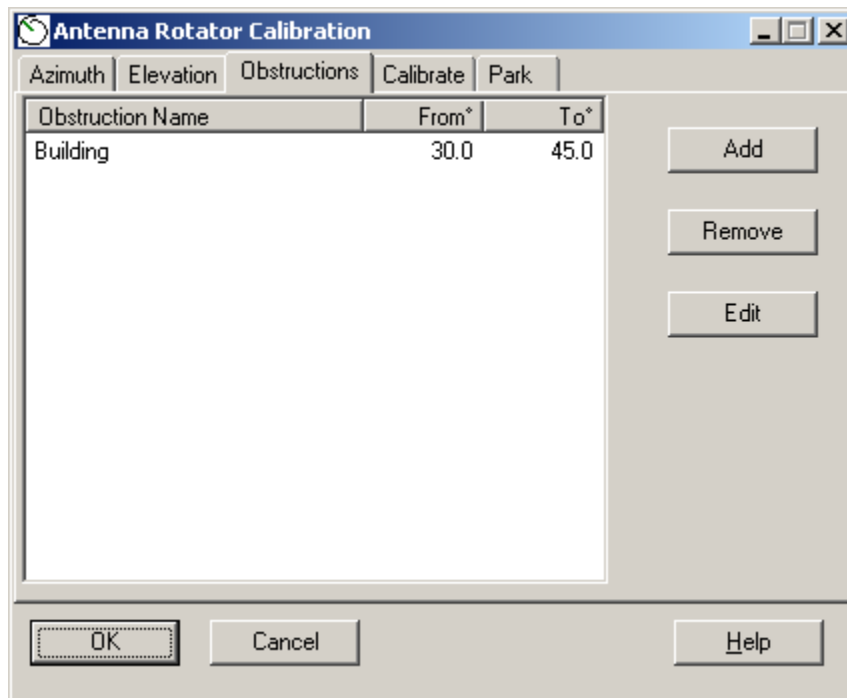 Antenna Rotator Calibration
Azimuth Elevation Obstructions Calibrate Park
Obstruction Name From° To°
Building 30.0 45.0
Add
Remove
Edit
OK Cancel Help